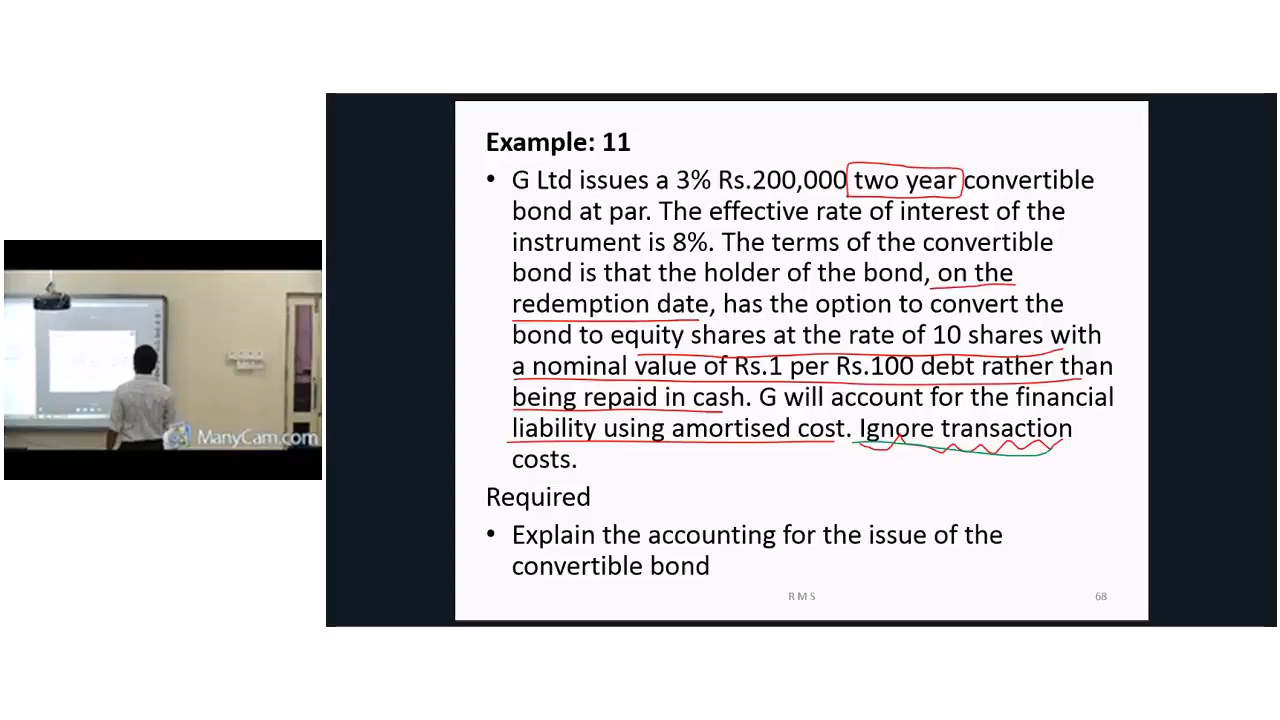 Example: 11
• G Ltd issues a 3% Rs.200,000 two year convertible
bond at par. The effective rate of interest of the
instrument is 8%. The terms of the convertible
bond is that the holder of the bond, on the
redemption date, has the option to convert the
bond to equity shares at the rate of 10 shares with
a nominal value of Rs.1 per Rs.100 debt rather than
being repaid in cash. G will account for the financial
liability using amortised cost. Ignore transaction
costs.
Required
• Explain the accounting for the issue of the
convertible bond
R M S
68
ManyCam.com